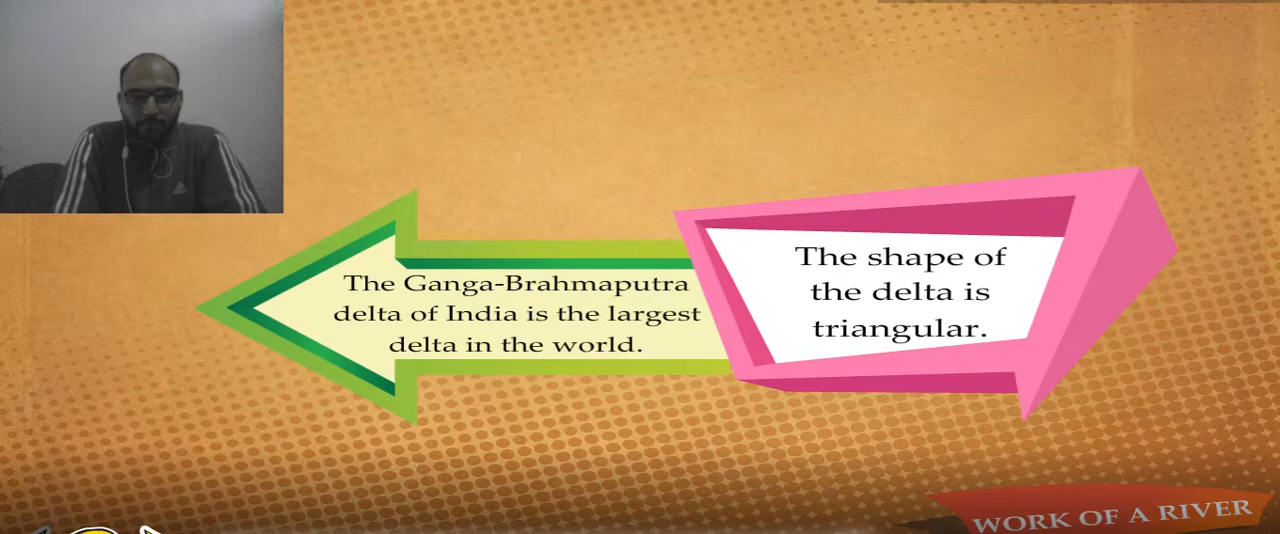 The Ganga-Brahmaputra
delta of India is the largest
delta in the world.
The shape of
the delta is
triangular.
WORK OF A RIVER